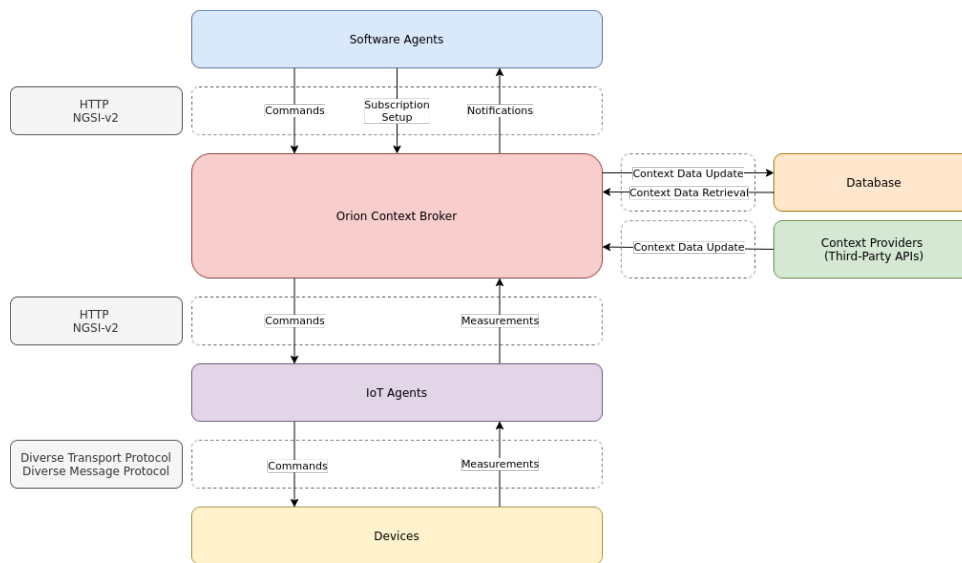 Software Agents
HTTP
NGSI-v2
Commands
Subscription
Setup
Notifications
Orion Context Broker
Context Data Update
Context Data Retrieval
Database
Context Data Update
Context Providers
(Third-Party APIs)
HTTP
NGSI-v2
Commands
Measurements
IoT Agents
Diverse Transport Protocol
Diverse Message Protocol
Commands
Measurements
Devices